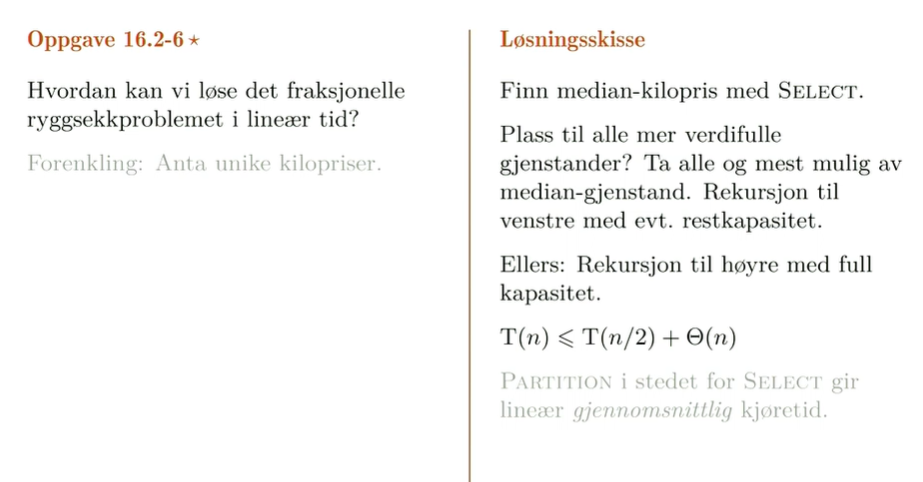 Oppgave 16.2-6 ⋆
Hvordan kan vi løse det fraksjonelle
ryggsekkproblemet i lineær tid?
Forenkling: Anta unike kilopriser.
Løsningsskisse
Finn median-kilopris med SELECT.
Plass til alle mer verdifulle
gjenstander? Ta alle og mest mulig av
median-gjenstand. Rekursjon til
venstre med evt. restkapasitet.
Ellers: Rekursjon til høyre med full
kapasitet.
T(n) ⩽ T(n/2) + Θ(n)
PARTITION i stedet for SELECT gir
lineær gjennomsnittlig kjøretid.